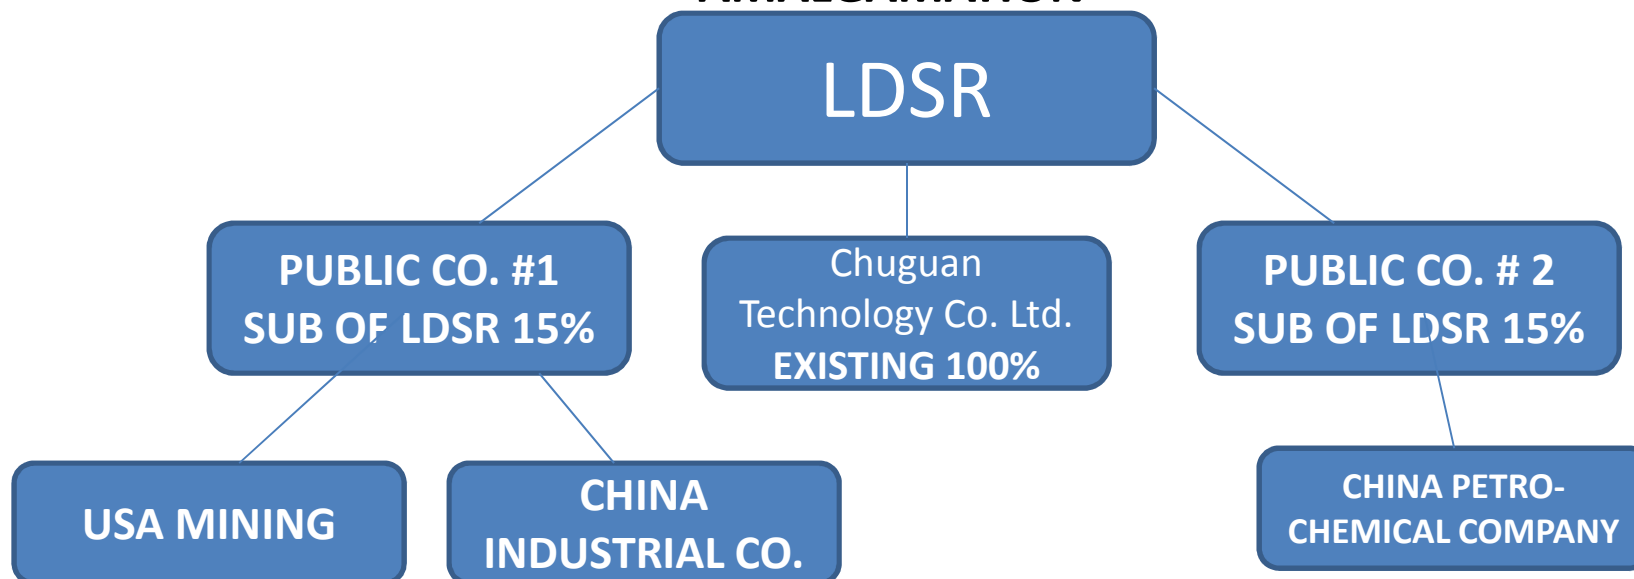 AMALGAMATION
LDSR
PUBLIC CO. #1
SUB OF LDSR 15%
Chuguan
Technology Co. Ltd.
EXISTING 100%
PUBLIC CO. # 2
SUB OF LDSR 15%
USA MINING
CHINA
INDUSTRIAL CO.
CHINA PETRO-
CHEMICAL COMPANY